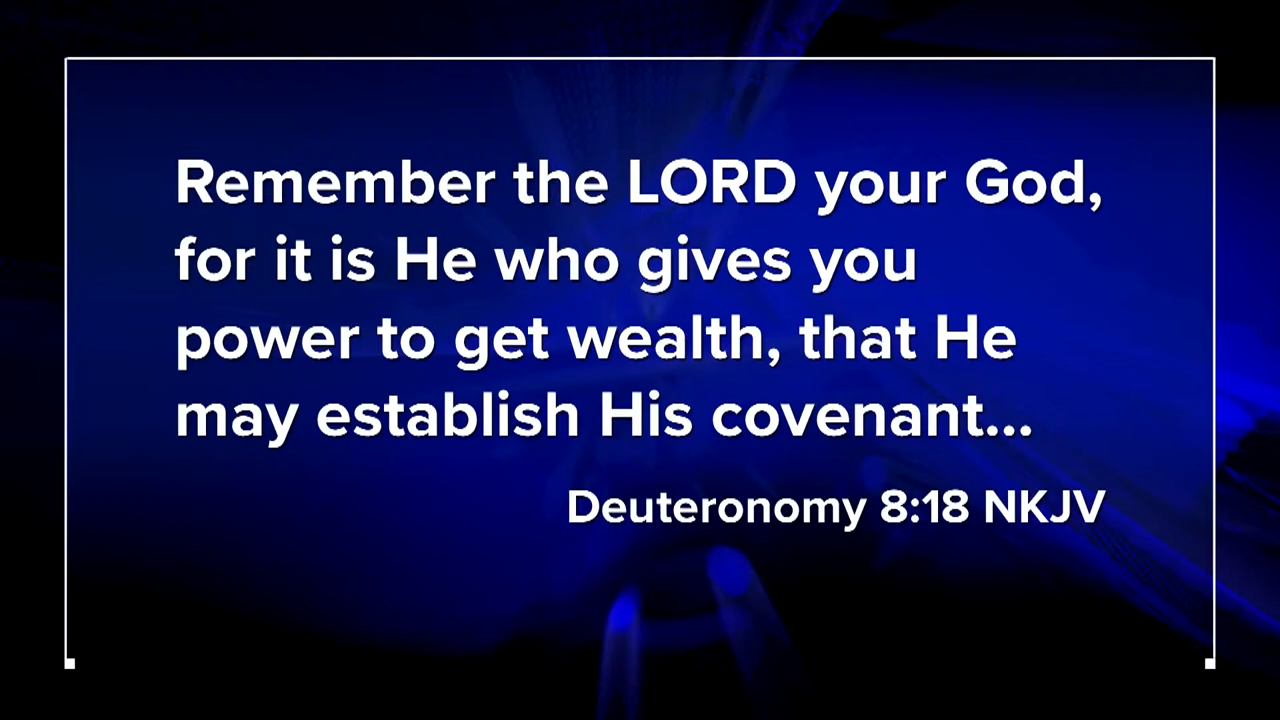 Remember the LORD your God,
for it is He who gives you
power to get wealth, that He
may establish His covenant...
Deuteronomy 8:18 NKJV